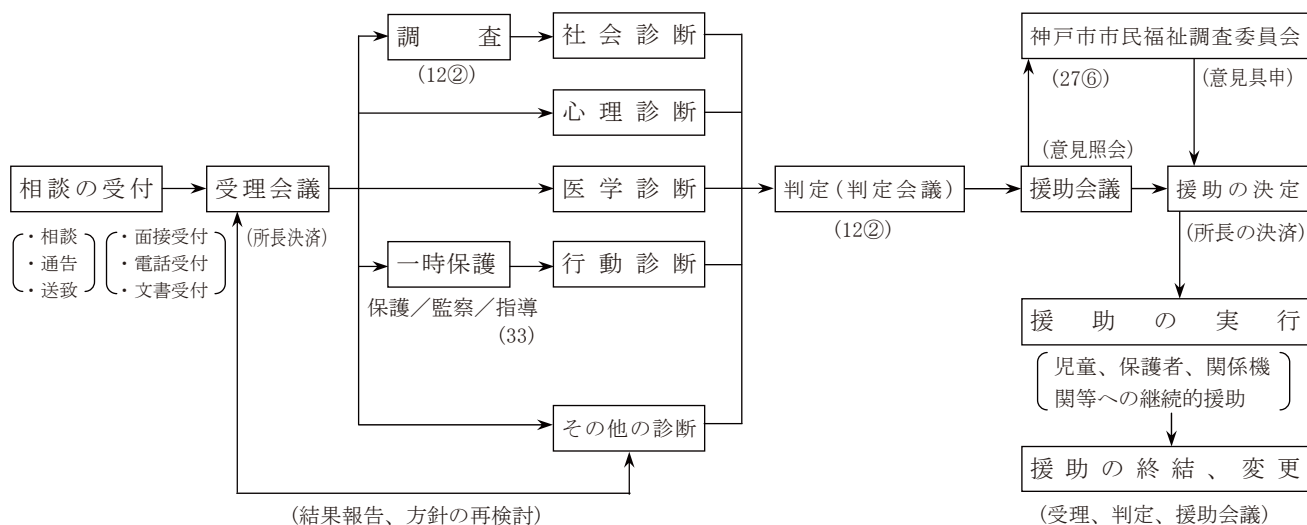 相談の受付
・相談
・通告
・送致
・面接受付
・電話受付
・文書受付
受理会議
(所長決済)
調査
(12②)
社会診断
心理診断
医学診断
一時保護
保護／監察／指導
(33)
行動診断
その他の診断
(結果報告、方針の再検討)
判定(判定会議)
(12②)
神戸市市民福祉調査委員会
(27⑥)
(意見具申)
(意見照会)
援助会議
援助の決定
(所長の決済)
援助の実行
児童、保護者、関係機
関等への継続的援助
援助の終結、変更
(受理、判定、援助会議)